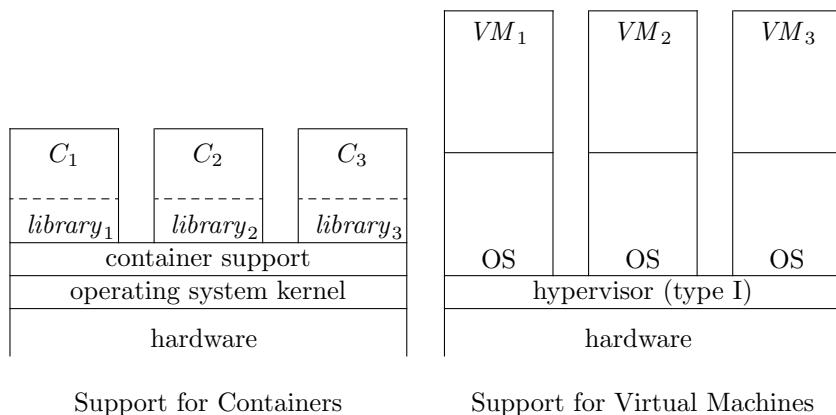 VM₁ VM₂ VM₃
C₁ C₂ C₃
library₁ library₂ library₃
container support
operating system kernel
hardware
OS OS OS
hypervisor (type I)
hardware
Support for Containers
Support for Virtual Machines